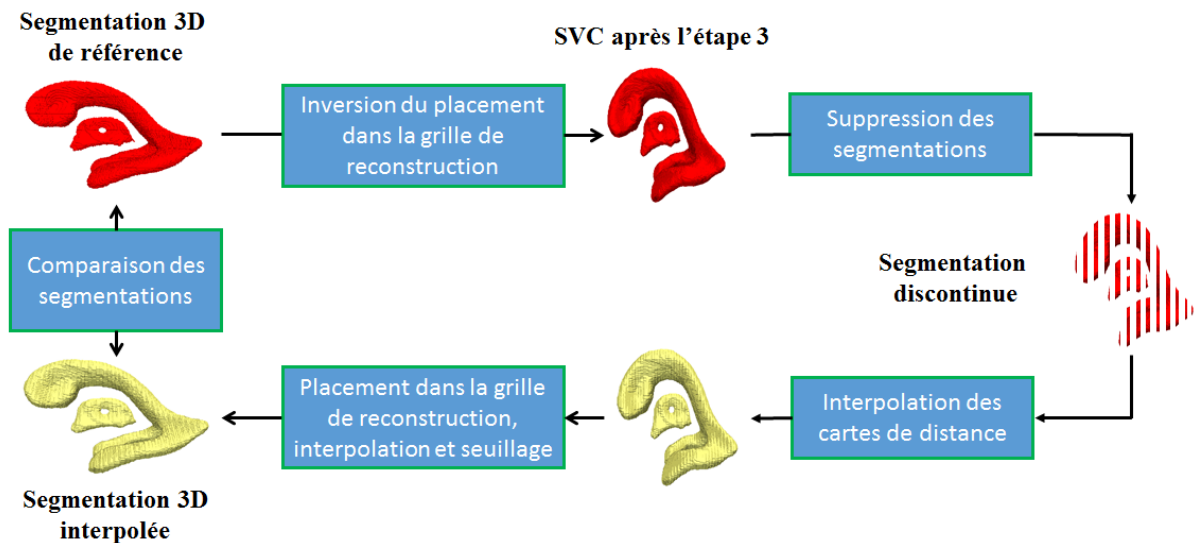 Segmentation 3D
de référence
Inversion du placement
dans la grille de
reconstruction
SVC après l’étape 3
Suppression des
segmentations
Segmentation
discontinue
Interpolation des
cartes de distance
Placement dans la grille
de reconstruction,
interpolation et seuillage
Comparaison des
segmentations
Segmentation 3D
interpolée